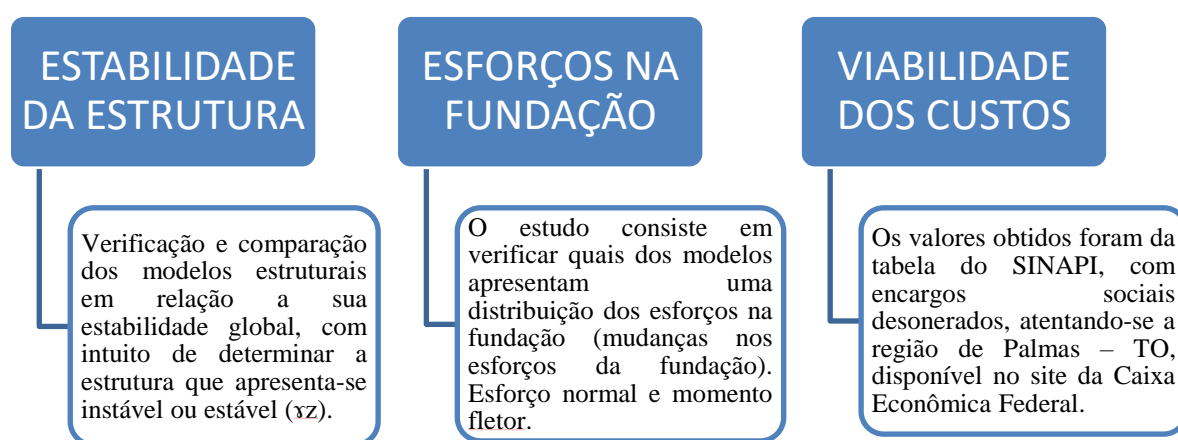 ESTABILIDADE
DA ESTRUTURA
Verificação e comparação
dos modelos estruturais
em relação a sua
estabilidade global, com
intuito de determinar a
estrutura que apresenta-se
instável ou estável (ɤz).
ESFORÇOS NA
FUNDAÇÃO
O estudo consiste em
verificar quais dos modelos
apresentam uma
distribuição dos esforços na
fundação (mudanças nos
esforços da fundação).
Esforço normal e momento
fletor.
VIABILIDADE
DOS CUSTOS
Os valores obtidos foram da
tabela do SINAPI, com
encargos sociais
desonerados, atentando-se a
região de Palmas – TO,
disponível no site da Caixa
Econômica Federal.